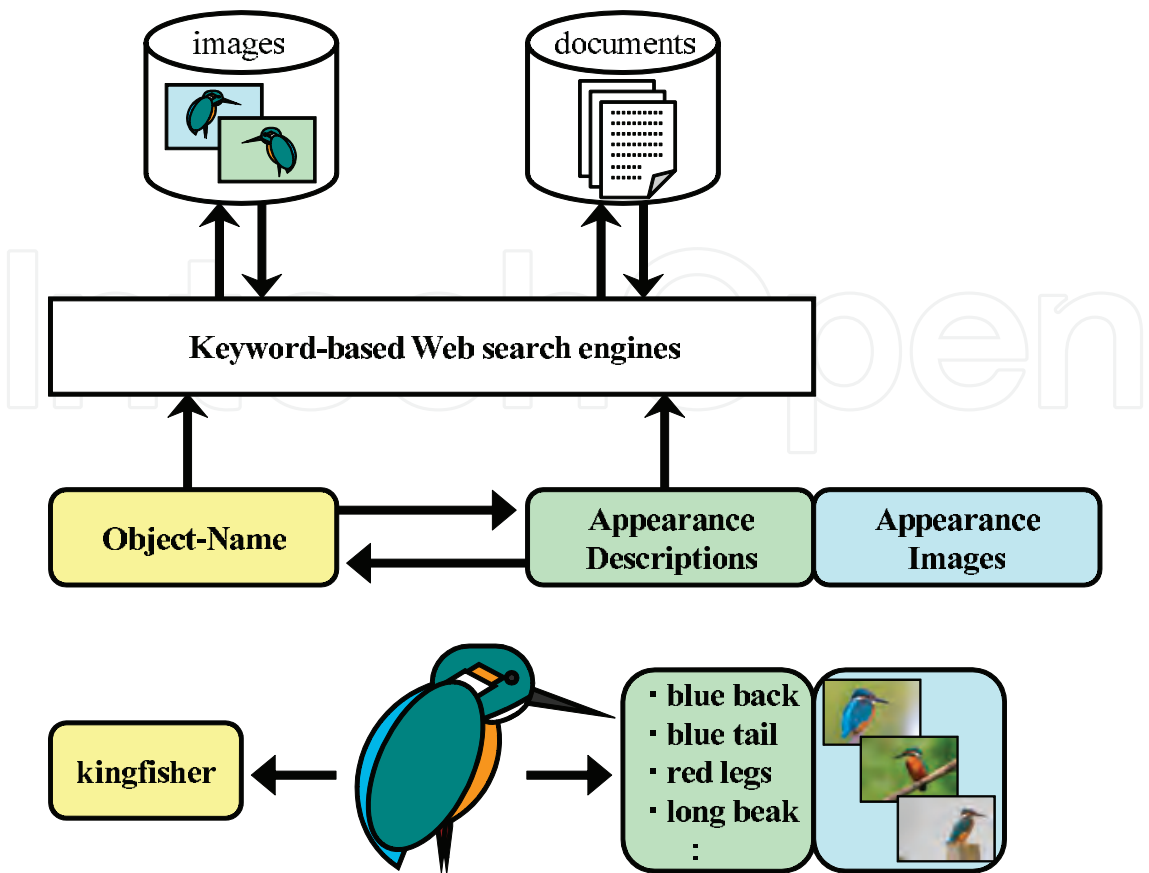 images
documents
IntechOpen
Keyword-based Web search engines
Object-Name
Appearance
Descriptions
Appearance
Images
kingfisher
· blue back
· blue tail
· red legs
· long beak
: